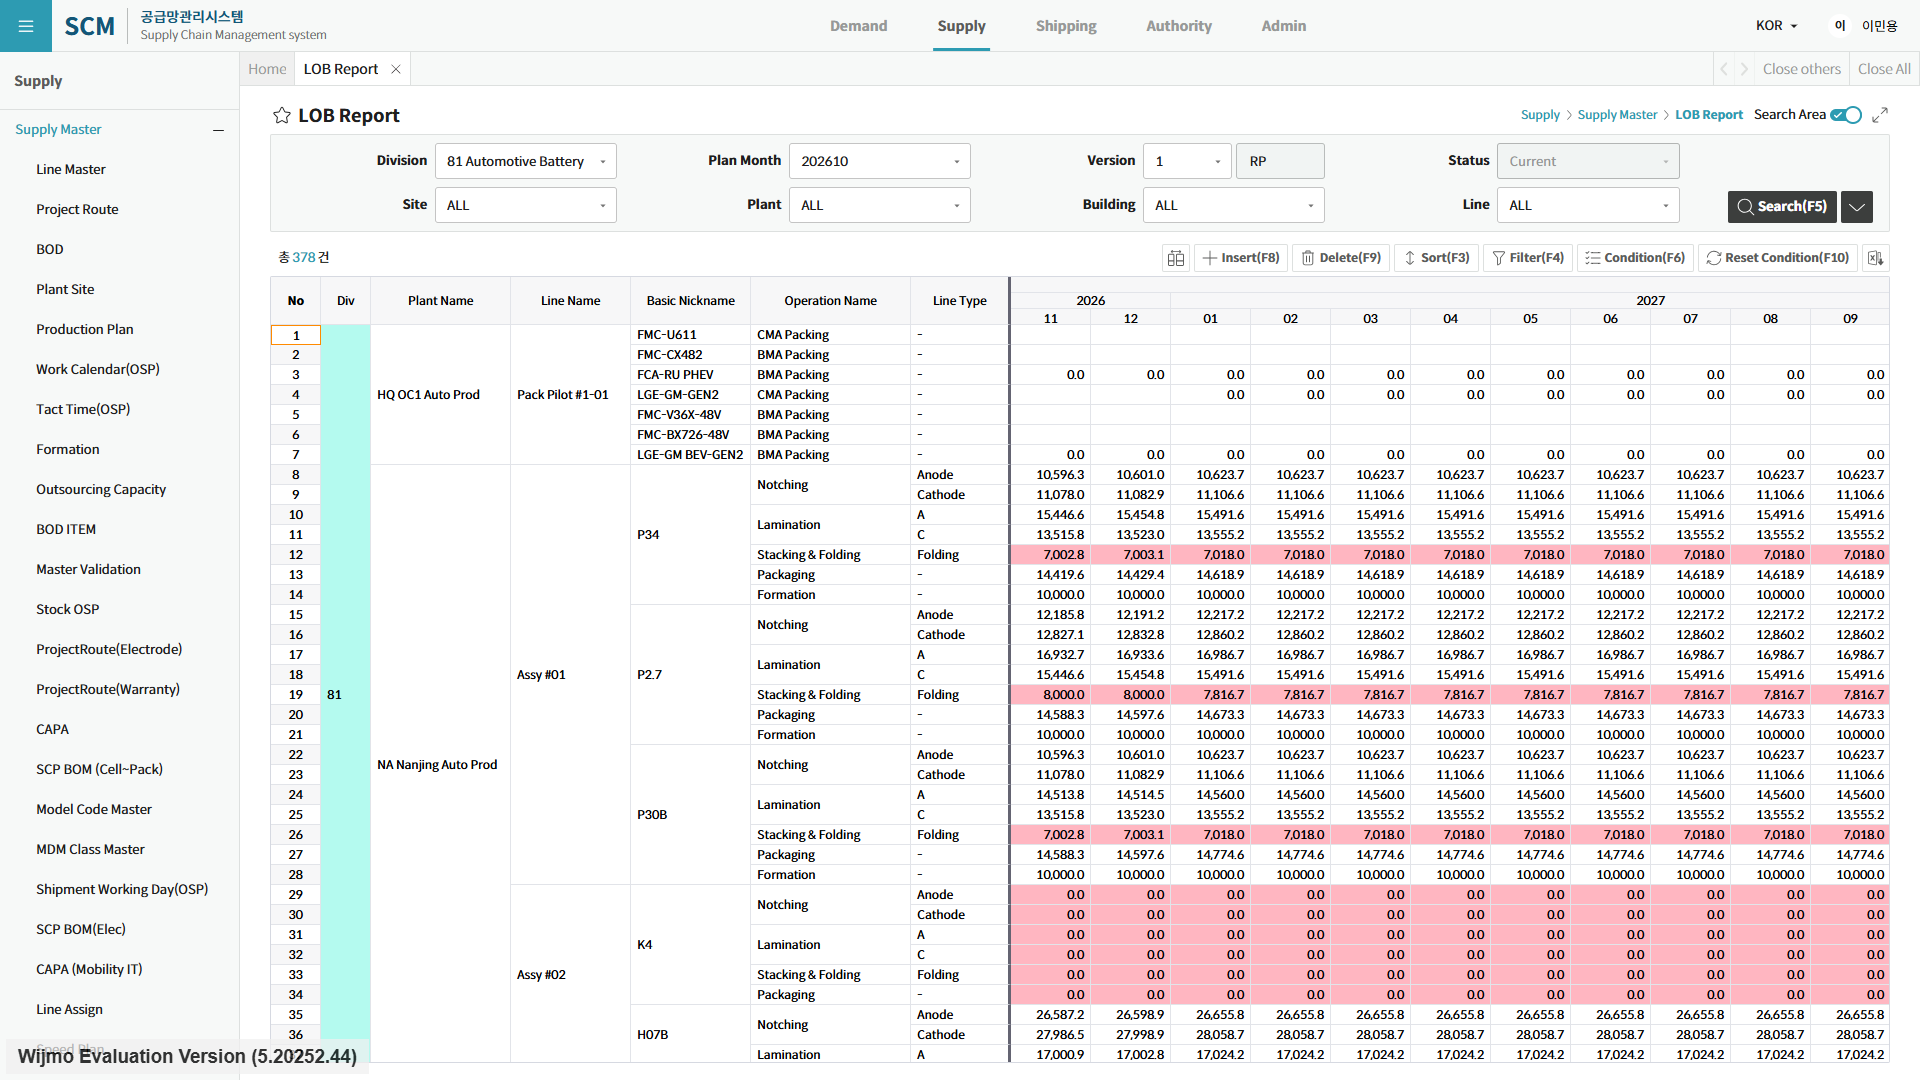 SCM
공급망관리시스템
Supply Chain Management system
Demand
Supply
Shipping
Authority
Admin
KOR
이
이민용
Supply
Home
LOB Report
Close others
Close All
Supply Master
Line Master
Project Route
BOD
Plant Site
Production Plan
Work Calendar(OSP)
Tact Time(OSP)
Formation
Outsourcing Capacity
BOD ITEM
Master Validation
Stock OSP
ProjectRoute(Electrode)
ProjectRoute(Warranty)
CAPA
SCP BOM (Cell~Pack)
Model Code Master
MDM Class Master
Shipment Working Day(OSP)
SCP BOM(Elec)
CAPA (Mobility IT)
Line Assign
Speed Plan
Wijmo Evaluation Version (5.20252.44)
LOB Report
Supply > Supply Master > LOB Report
Search Area
Division 81 Automotive Battery Plan Month 202610 Version 1 RP Status Current
Site ALL Plant ALL Building ALL Line ALL Search(F5)
총 378 건
Insert(F8) Delete(F9) Sort(F3) Filter(F4) Condition(F6) Reset Condition(F10)
No Div Plant Name Line Name Basic Nickname Operation Name Line Type 2026 2027
11 12 01 02 03 04 05 06 07 08 09
1 FMC-U611 CMA Packing -
2 FMC-CX482 BMA Packing -
3 FCA-RU PHEV BMA Packing - 0.0 0.0 0.0 0.0 0.0 0.0 0.0 0.0 0.0 0.0 0.0
4 HQ OC1 Auto Prod Pack Pilot #1-01 LGE-GM-GEN2 CMA Packing - 0.0 0.0 0.0 0.0 0.0 0.0 0.0 0.0 0.0
5 FMC-V36X-48V BMA Packing -
6 FMC-BX726-48V BMA Packing -
7 LGE-GM BEV-GEN2 BMA Packing - 0.0 0.0 0.0 0.0 0.0 0.0 0.0 0.0 0.0 0.0 0.0
8 Notching Anode 10,596.3 10,601.0 10,623.7 10,623.7 10,623.7 10,623.7 10,623.7 10,623.7 10,623.7 10,623.7 10,623.7
9 Cathode 11,078.0 11,082.9 11,106.6 11,106.6 11,106.6 11,106.6 11,106.6 11,106.6 11,106.6 11,106.6 11,106.6
10 Lamination A 15,446.6 15,454.8 15,491.6 15,491.6 15,491.6 15,491.6 15,491.6 15,491.6 15,491.6 15,491.6 15,491.6
11 P34 C 13,515.8 13,523.0 13,555.2 13,555.2 13,555.2 13,555.2 13,555.2 13,555.2 13,555.2 13,555.2 13,555.2
12 Stacking & Folding Folding 7,002.8 7,003.1 7,018.0 7,018.0 7,018.0 7,018.0 7,018.0 7,018.0 7,018.0 7,018.0 7,018.0
13 Packaging - 14,419.6 14,429.4 14,618.9 14,618.9 14,618.9 14,618.9 14,618.9 14,618.9 14,618.9 14,618.9 14,618.9
14 Formation - 10,000.0 10,000.0 10,000.0 10,000.0 10,000.0 10,000.0 10,000.0 10,000.0 10,000.0 10,000.0 10,000.0
15 Notching Anode 12,185.8 12,191.2 12,217.2 12,217.2 12,217.2 12,217.2 12,217.2 12,217.2 12,217.2 12,217.2 12,217.2
16 Cathode 12,827.1 12,832.8 12,860.2 12,860.2 12,860.2 12,860.2 12,860.2 12,860.2 12,860.2 12,860.2 12,860.2
17 Lamination A 16,932.7 16,933.6 16,986.7 16,986.7 16,986.7 16,986.7 16,986.7 16,986.7 16,986.7 16,986.7 16,986.7
18 Assy #01 P2.7 C 15,446.6 15,454.8 15,491.6 15,491.6 15,491.6 15,491.6 15,491.6 15,491.6 15,491.6 15,491.6 15,491.6
19 81 Stacking & Folding Folding 8,000.0 8,000.0 7,816.7 7,816.7 7,816.7 7,816.7 7,816.7 7,816.7 7,816.7 7,816.7 7,816.7
20 Packaging - 14,588.3 14,597.6 14,673.3 14,673.3 14,673.3 14,673.3 14,673.3 14,673.3 14,673.3 14,673.3 14,673.3
21 Formation - 10,000.0 10,000.0 10,000.0 10,000.0 10,000.0 10,000.0 10,000.0 10,000.0 10,000.0 10,000.0 10,000.0
22 NA Nanjing Auto Prod Notching Anode 10,596.3 10,601.0 10,623.7 10,623.7 10,623.7 10,623.7 10,623.7 10,623.7 10,623.7 10,623.7 10,623.7
23 Cathode 11,078.0 11,082.9 11,106.6 11,106.6 11,106.6 11,106.6 11,106.6 11,106.6 11,106.6 11,106.6 11,106.6
24 Lamination A 14,513.8 14,514.5 14,560.0 14,560.0 14,560.0 14,560.0 14,560.0 14,560.0 14,560.0 14,560.0 14,560.0
25 P30B C 13,515.8 13,523.0 13,555.2 13,555.2 13,555.2 13,555.2 13,555.2 13,555.2 13,555.2 13,555.2 13,555.2
26 Stacking & Folding Folding 7,002.8 7,003.1 7,018.0 7,018.0 7,018.0 7,018.0 7,018.0 7,018.0 7,018.0 7,018.0 7,018.0
27 Packaging - 14,588.3 14,597.6 14,774.6 14,774.6 14,774.6 14,774.6 14,774.6 14,774.6 14,774.6 14,774.6 14,774.6
28 Formation - 10,000.0 10,000.0 10,000.0 10,000.0 10,000.0 10,000.0 10,000.0 10,000.0 10,000.0 10,000.0 10,000.0
29 Notching Anode 0.0 0.0 0.0 0.0 0.0 0.0 0.0 0.0 0.0 0.0 0.0
30 Cathode 0.0 0.0 0.0 0.0 0.0 0.0 0.0 0.0 0.0 0.0 0.0
31 K4 Lamination A 0.0 0.0 0.0 0.0 0.0 0.0 0.0 0.0 0.0 0.0 0.0
32 C 0.0 0.0 0.0 0.0 0.0 0.0 0.0 0.0 0.0 0.0 0.0
33 Assy #02 Stacking & Folding Folding 0.0 0.0 0.0 0.0 0.0 0.0 0.0 0.0 0.0 0.0 0.0
34 Packaging - 0.0 0.0 0.0 0.0 0.0 0.0 0.0 0.0 0.0 0.0 0.0
35 Notching Anode 26,587.2 26,598.9 26,655.8 26,655.8 26,655.8 26,655.8 26,655.8 26,655.8 26,655.8 26,655.8 26,655.8
36 H07B Cathode 27,986.5 27,998.9 28,058.7 28,058.7 28,058.7 28,058.7 28,058.7 28,058.7 28,058.7 28,058.7 28,058.7
Lamination A 17,000.9 17,002.8 17,024.2 17,024.2 17,024.2 17,024.2 17,024.2 17,024.2 17,024.2 17,024.2 17,024.2